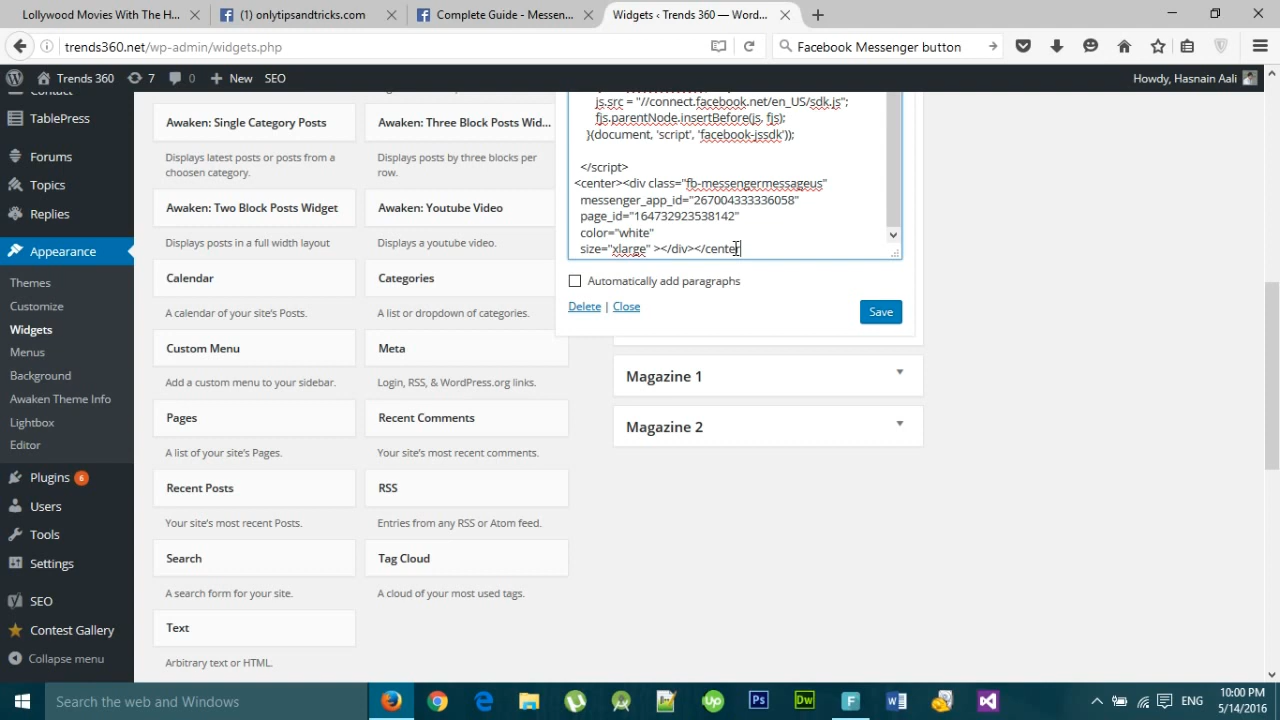 Lollywood Movies With The H...
(1) onlytipsandtricks.com
Complete Guide - Messen...
Widgets ‹ Trends 360 — WordP...
trends360.net/wp-admin/widgets.php
Facebook Messenger button
Trends 360
7
0
New
SEO
Howdy, Hasnain Aali
Contact
TablePress
Forums
Topics
Replies
Appearance
Themes
Customize
Widgets
Menus
Background
Awaken Theme Info
Lightbox
Editor
Plugins 6
Users
Tools
Settings
SEO
Contest Gallery
Collapse menu
Awaken: Single Category Posts
Displays latest posts or posts from a
choosen category.
Awaken: Three Block Posts Wid...
Displays posts by three blocks per
row.
Awaken: Two Block Posts Widget
Displays posts in a full width layout
Awaken: Youtube Video
Displays a youtube video.
Calendar
A calendar of your site's Posts.
Categories
A list or dropdown of categories.
Custom Menu
Add a custom menu to your sidebar.
Meta
Login, RSS, & WordPress.org links.
Pages
A list of your site's Pages.
Recent Comments
Your site's most recent comments.
Recent Posts
Your site's most recent Posts.
RSS
Entries from any RSS or Atom feed.
Search
A search form for your site.
Tag Cloud
A cloud of your most used tags.
Text
Arbitrary text or HTML.
js.src = "//connect.facebook.net/en_US/sdk.js";
fjs.parentNode.insertBefore(js, fjs);
}(document, 'script', 'facebook-jssdk'));
</script>
<center><div class="fb-messengermessageus"
messenger_app_id="267004333336058"
page_id="164732923538142"
color="white"
size="xlarge" ></div></center
Automatically add paragraphs
Delete | Close
Save
Magazine 1
Magazine 2
Search the web and Windows
Up
Ps
Dw
F
W
ENG
10:00 PM
5/14/2016